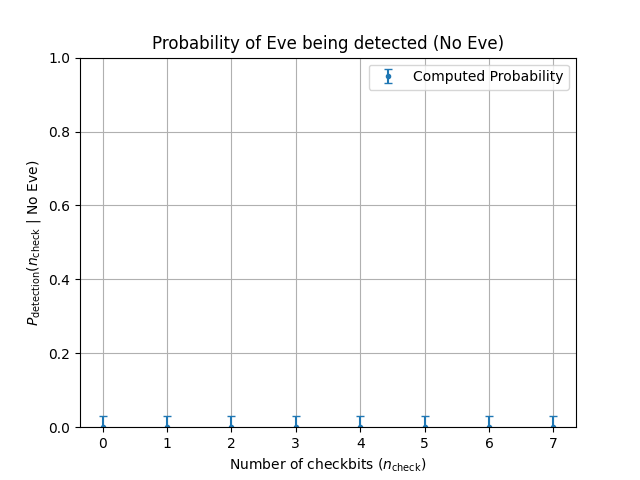 Probability of Eve being detected (No Eve)
Computed Probability
P_detection(n_check | No Eve)
1.0
0.8
0.6
0.4
0.2
0.0
0 1 2 3 4 5 6 7
Number of checkbits (n_check)